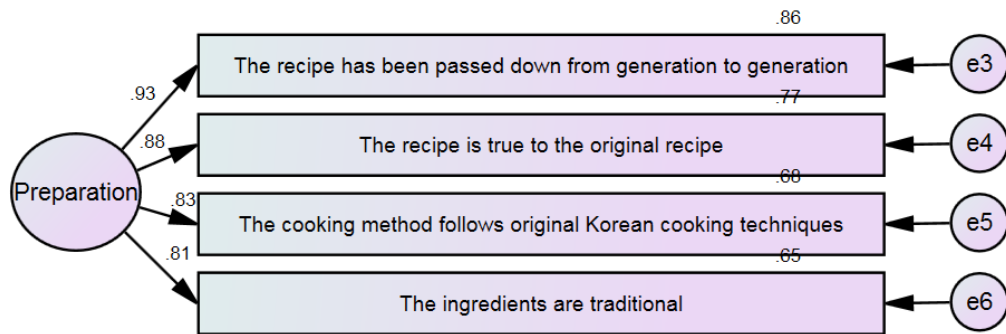 .86
The recipe has been passed down from generation to generation
e3
.93
.77
The recipe is true to the original recipe
e4
.88
Preparation
.68
The cooking method follows original Korean cooking techniques
e5
.83
.65
The ingredients are traditional
e6
.81